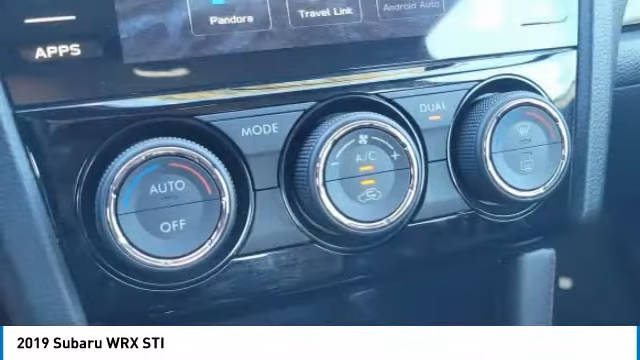 Pandora
Travel Link
Android Auto
APPS
MODE
DUAL
AUTO
OFF
A/C
- +
2019 Subaru WRX STI